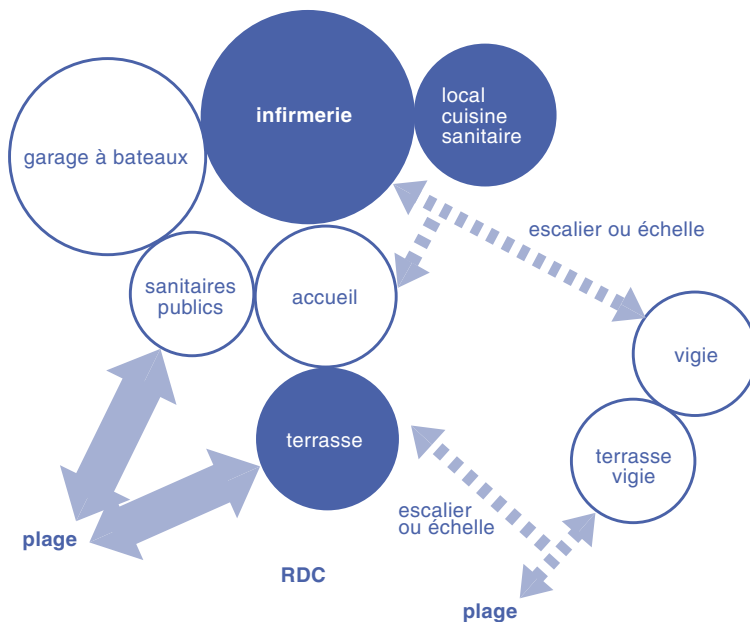 infirmerie
local
cuisine
sanitaire
garage à bateaux
escalier ou échelle
sanitaires
publics
accueil
vigie
terrasse
terrasse
vigie
escalier
ou échelle
plage
RDC
plage